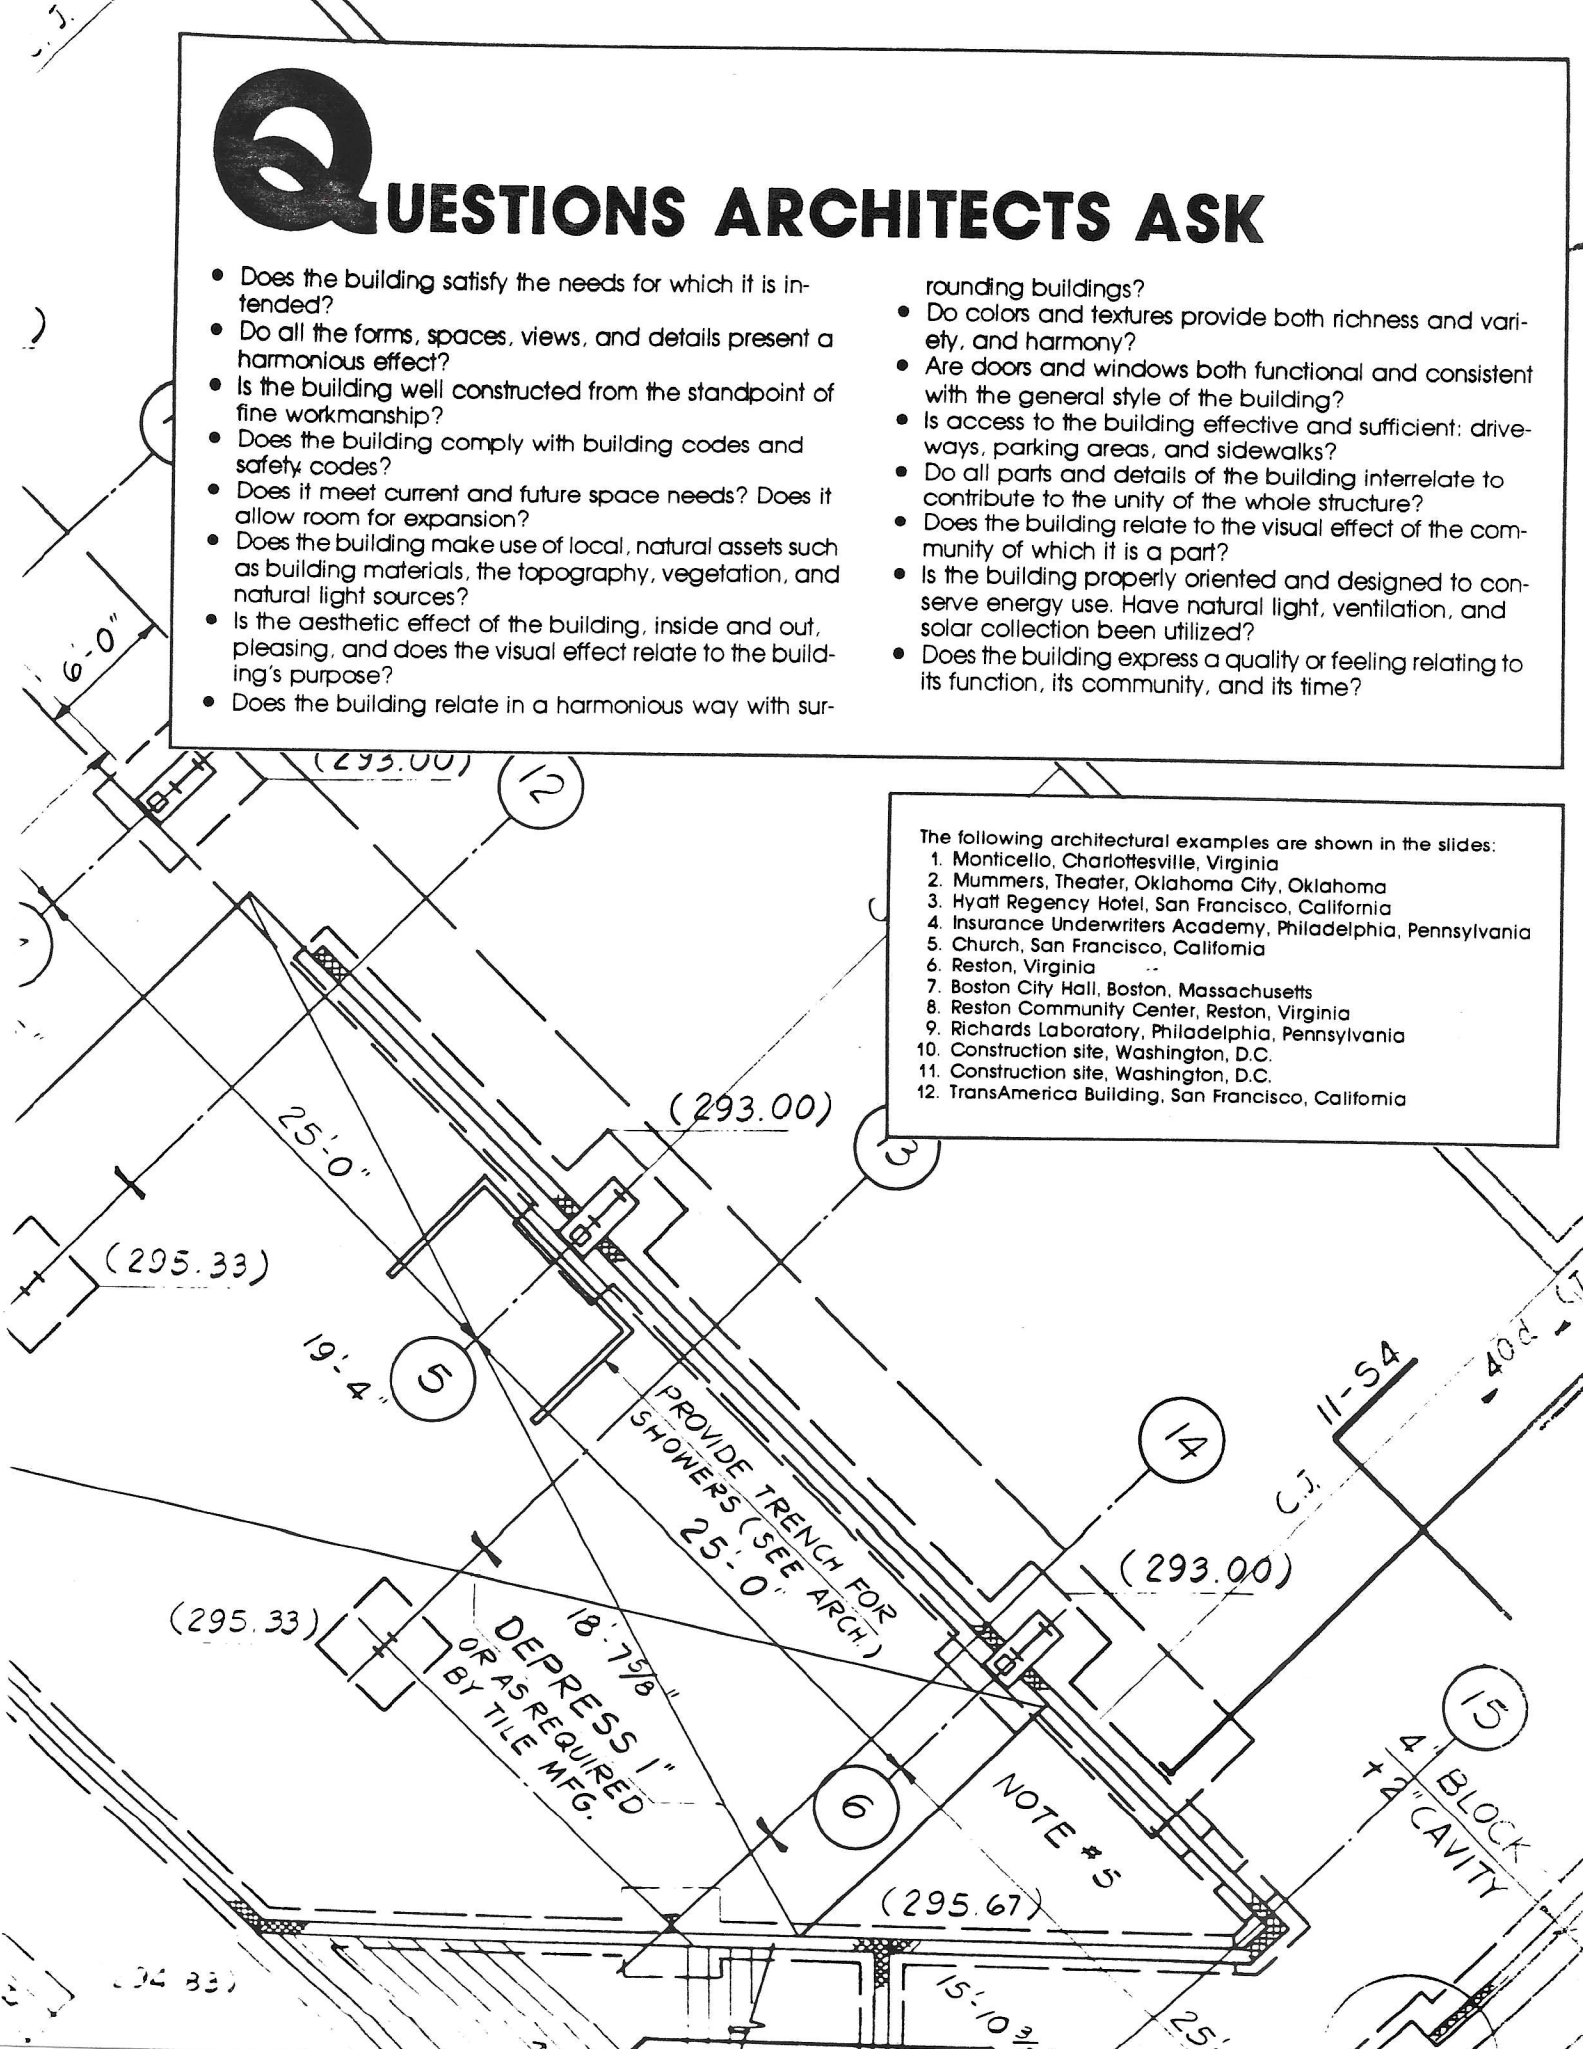 C.J.
QUESTIONS ARCHITECTS ASK
• Does the building satisfy the needs for which it is in-
tended?
• Do all the forms, spaces, views, and details present a
harmonious effect?
• Is the building well constructed from the standpoint of
fine workmanship?
• Does the building comply with building codes and
safety codes?
• Does it meet current and future space needs? Does it
allow room for expansion?
• Does the building make use of local, natural assets such
as building materials, the topography, vegetation, and
natural light sources?
• Is the aesthetic effect of the building, inside and out,
pleasing, and does the visual effect relate to the build-
ing's purpose?
• Does the building relate in a harmonious way with sur-
rounding buildings?
• Do colors and textures provide both richness and vari-
ety, and harmony?
• Are doors and windows both functional and consistent
with the general style of the building?
• Is access to the building effective and sufficient: drive-
ways, parking areas, and sidewalks?
• Do all parts and details of the building interrelate to
contribute to the unity of the whole structure?
• Does the building relate to the visual effect of the com-
munity of which it is a part?
• Is the building properly oriented and designed to con-
serve energy use. Have natural light, ventilation, and
solar collection been utilized?
• Does the building express a quality or feeling relating to
its function, its community, and its time?
6'-0"
(293.00)
12
The following architectural examples are shown in the slides:
1. Monticello, Charlottesville, Virginia
2. Mummers, Theater, Oklahoma City, Oklahoma
3. Hyatt Regency Hotel, San Francisco, California
4. Insurance Underwriters Academy, Philadelphia, Pennsylvania
5. Church, San Francisco, California
6. Reston, Virginia
7. Boston City Hall, Boston, Massachusetts
8. Reston Community Center, Reston, Virginia
9. Richards Laboratory, Philadelphia, Pennsylvania
10. Construction site, Washington, D.C.
11. Construction site, Washington, D.C.
12. TransAmerica Building, San Francisco, California
(293.00)
13
25'-0"
(295.33)
19'-4"
5
PROVIDE TRENCH FOR
SHOWERS (SEE ARCH.)
25'-0"
14
11-S4
40d
C.J.
C.J.
(293.00)
(295.33)
18'-7 5/8"
DEPRESS 1"
OR AS REQUIRED
BY TILE MFG.
6
NOTE #5
15
4" BLOCK
+2" CAVITY
(295.67)
15'-10 3/
25'